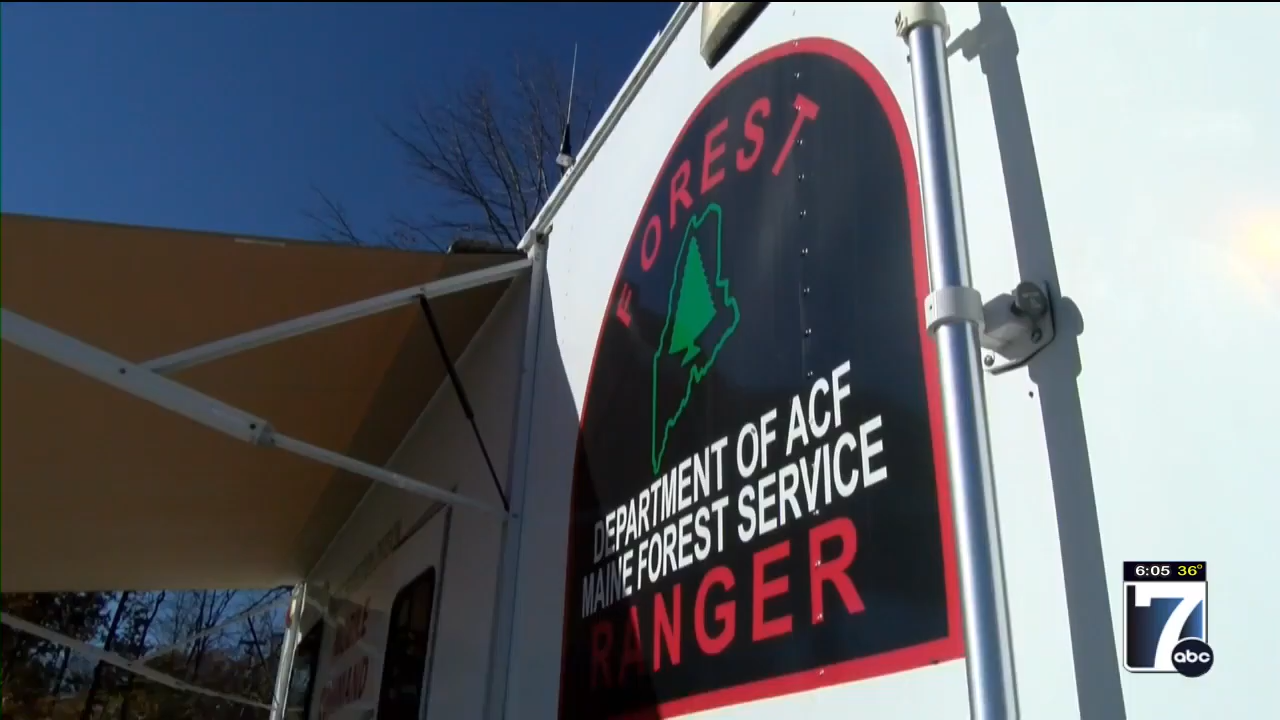 FOREST
DEPARTMENT OF ACF
MAINE FOREST SERVICE
RANGER
6:05 36°
7
abc